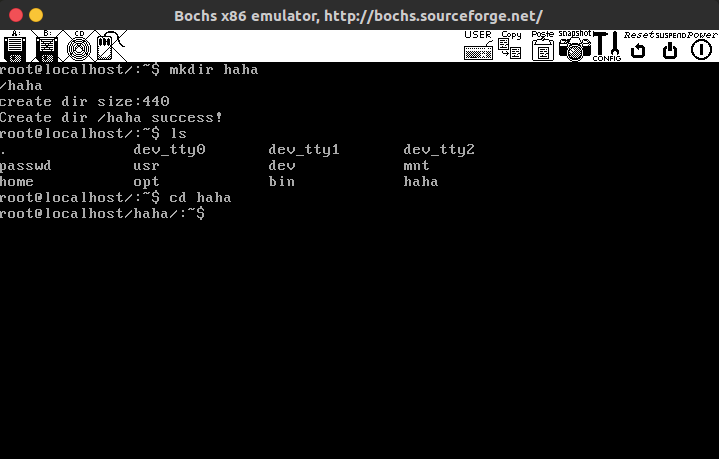 Bochs x86 emulator, http://bochs.sourceforge.net/
A: B: CD USER Copy Paste snapshot CONFIG Reset SUSPEND Power
root@localhost/:~$ mkdir haha
/haha
create dir size:440
Create dir /haha success!
root@localhost/:~$ ls
. dev_tty0 dev_tty1 dev_tty2
passwd usr dev mnt
home opt bin haha
root@localhost/:~$ cd haha
root@localhost/haha/:~$